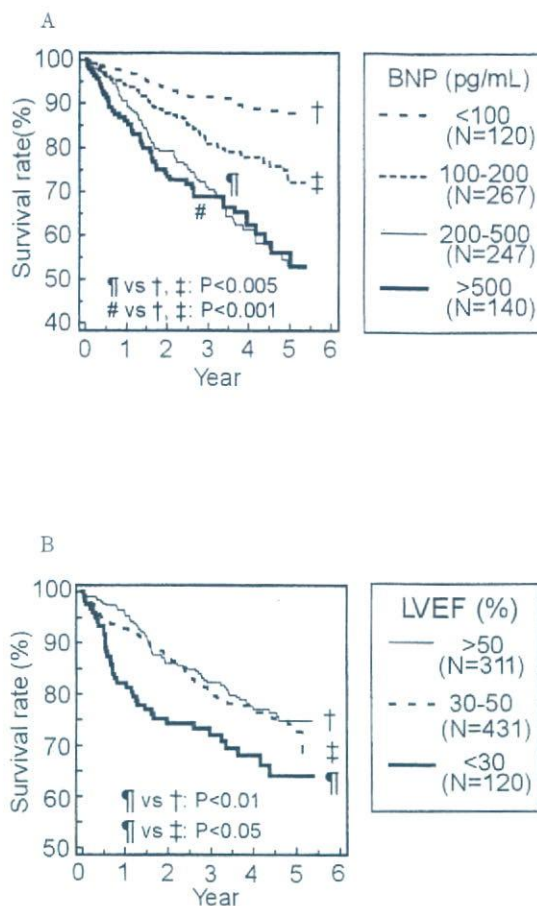 A
Survival rate(%)
100
90
80
70
60
50
40
†
‡
¶
#
¶ vs †, ‡: P<0.005
# vs †, ‡: P<0.001
0 1 2 3 4 5 6
Year
BNP (pg/mL)
<100
(N=120)
100-200
(N=267)
200-500
(N=247)
>500
(N=140)
B
Survival rate (%)
100
90
85
80
75
70
65
60
50
†
‡
¶
¶ vs †: P<0.01
¶ vs ‡: P<0.05
0 1 2 3 4 5 6
Year
LVEF (%)
>50
(N=311)
30-50
(N=431)
<30
(N=120)